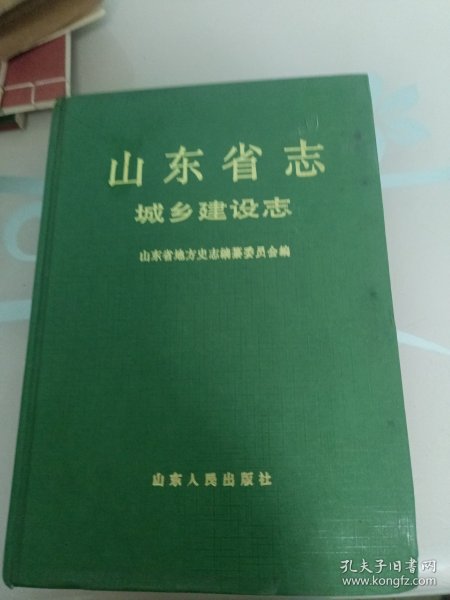 山东省志
城乡建设志
山东省地方史志编纂委员会编
山东人民出版社
孔夫子旧书网
www.kongfz.com